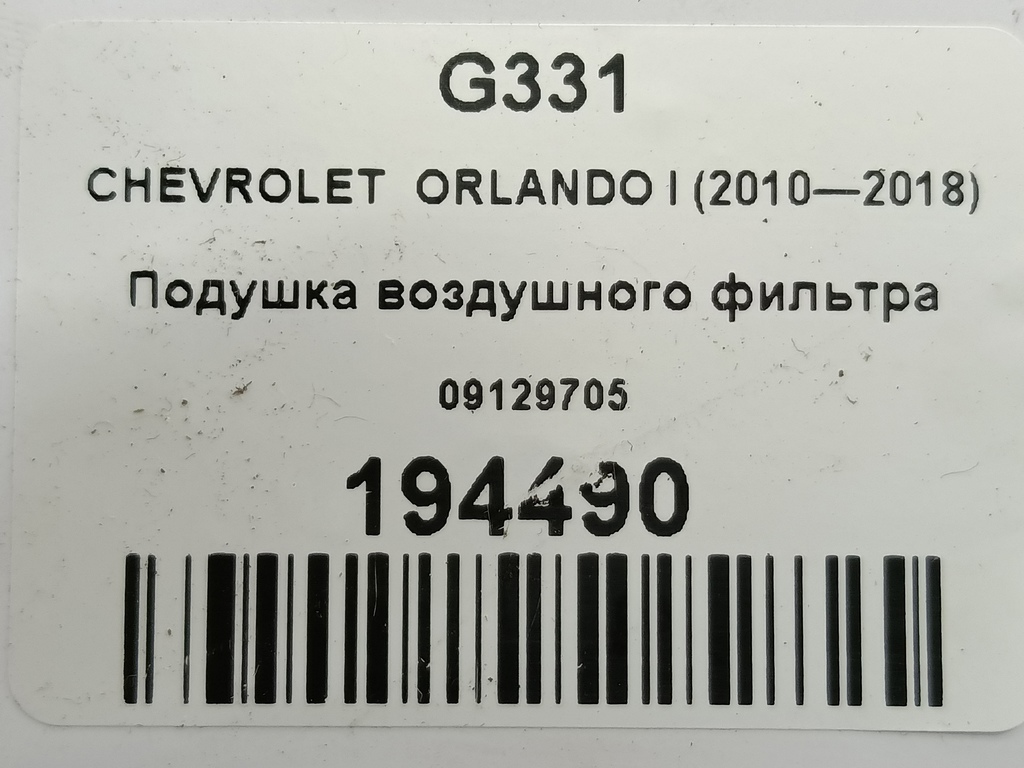 G331
CHEVROLET ORLANDO I (2010—2018)
Подушка воздушного фильтра
09129705
194490